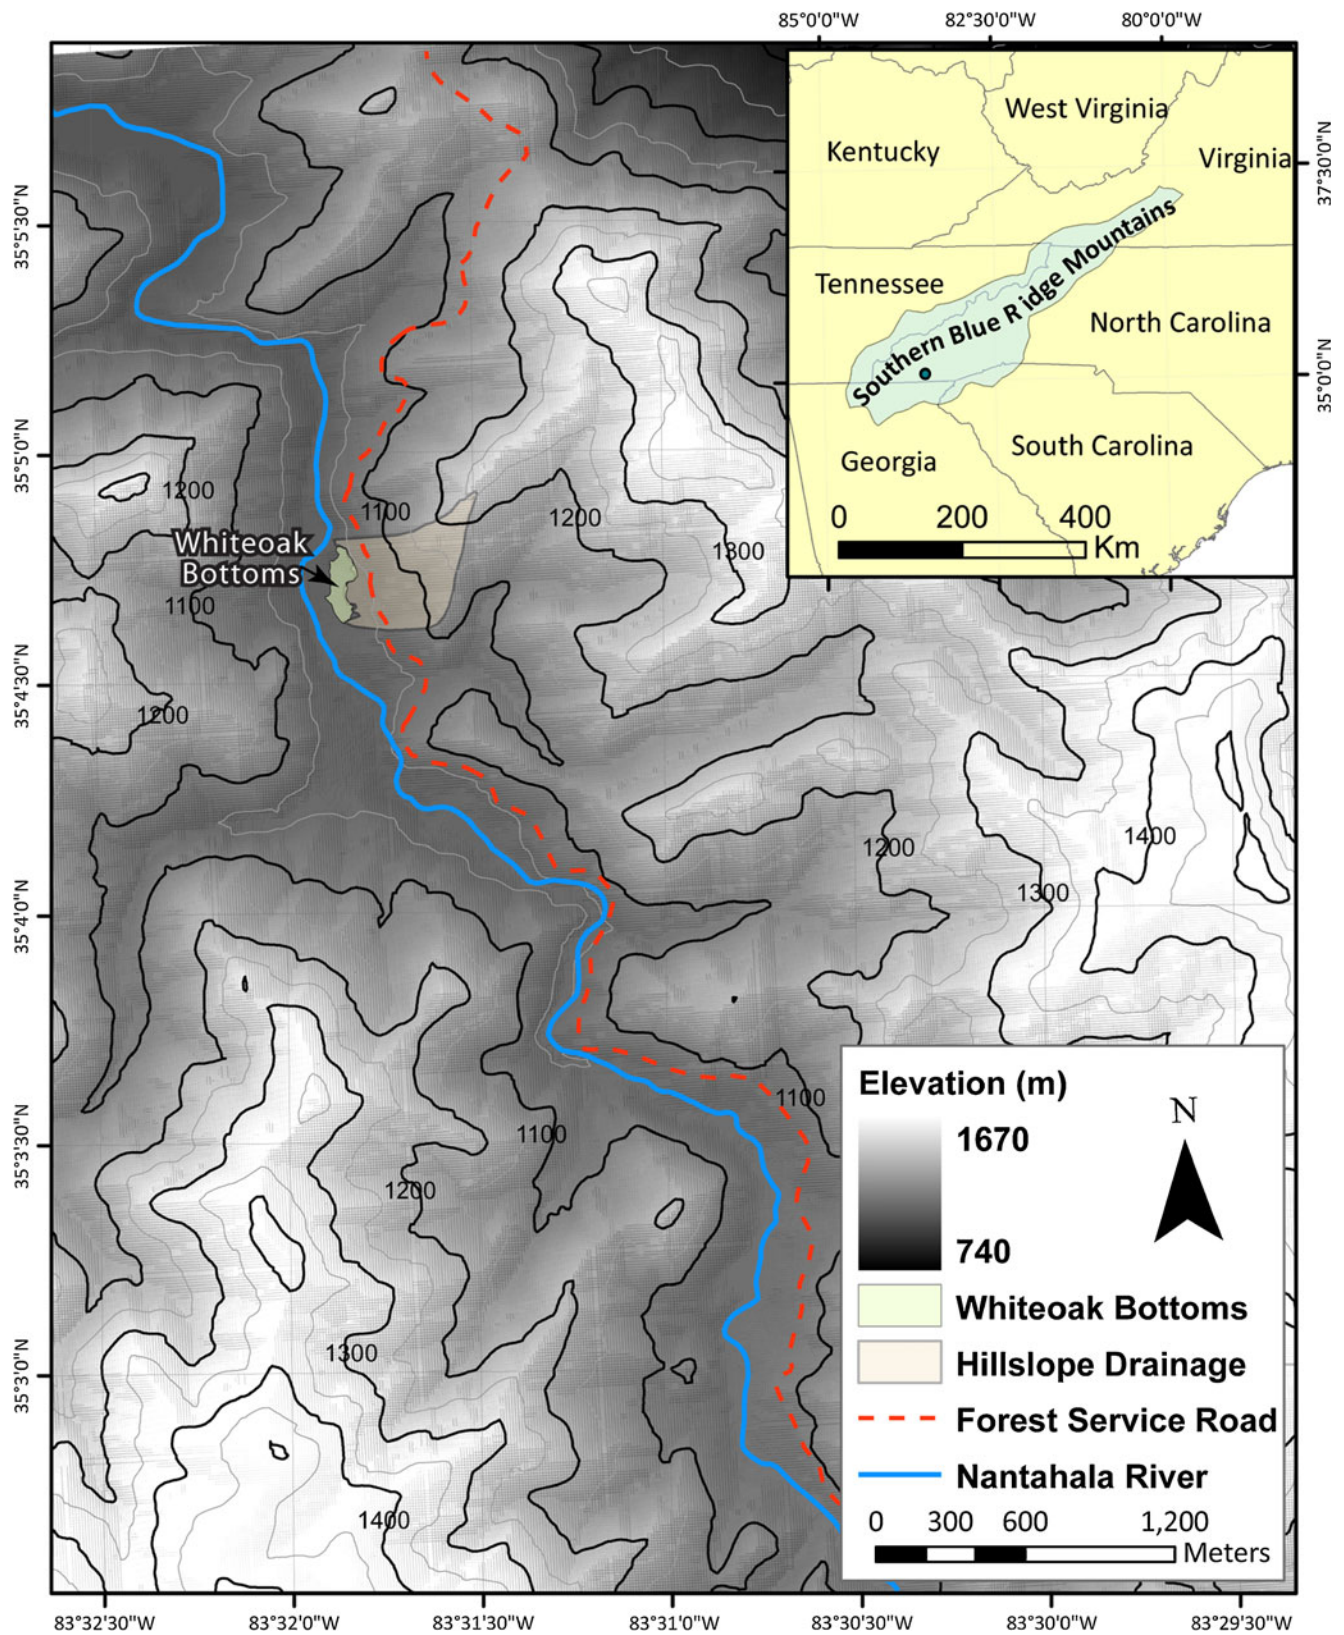 85°0'0"W
82°30'0"W
80°0'0"W
West Virginia
Kentucky
Virginia
37°30'0"N
Tennessee
Southern Blue Ridge Mountains
North Carolina
35°0'0"N
South Carolina
Georgia
0
200
400
Km
35°5'30"N
35°5'0"N
35°4'30"N
35°4'0"N
35°3'30"N
35°3'0"N
1200
1100
1200
1300
Whiteoak
Bottoms
1100
1200
1400
1200
1300
1100
1100
1200
1300
1400
Elevation (m)
1670
740
N
Whiteoak Bottoms
Hillslope Drainage
Forest Service Road
Nantahala River
0
300
600
1,200
Meters
83°32'30"W
83°32'0"W
83°31'30"W
83°31'0"W
83°30'30"W
83°30'0"W
83°29'30"W